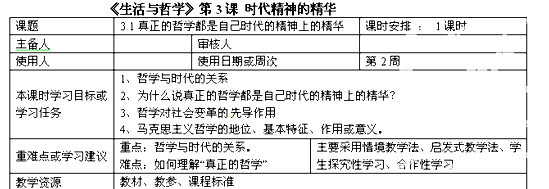 《生活与哲学》第3课 时代精神的精华
课题 3.1真正的哲学都是自己时代的精神上的精华 课时安排 ： 1课时
主备人 审核人
使用人 使用日期或周次 第2周
本课时学习目标或学习任务
1、哲学与时代的关系
2、为什么说真正的哲学都是自己时代的精神上的精华？
3、哲学对社会变革的先导作用
4、马克思主义哲学的地位、基本特征、作用或意义。
重难点或学习建议
重点：哲学与时代的关系。
难点：如何理解“真正的哲学”
主要采用情境教学法、启发式教学法、学生探究性学习、合作性学习
教学资源 教材、教参、课程标准